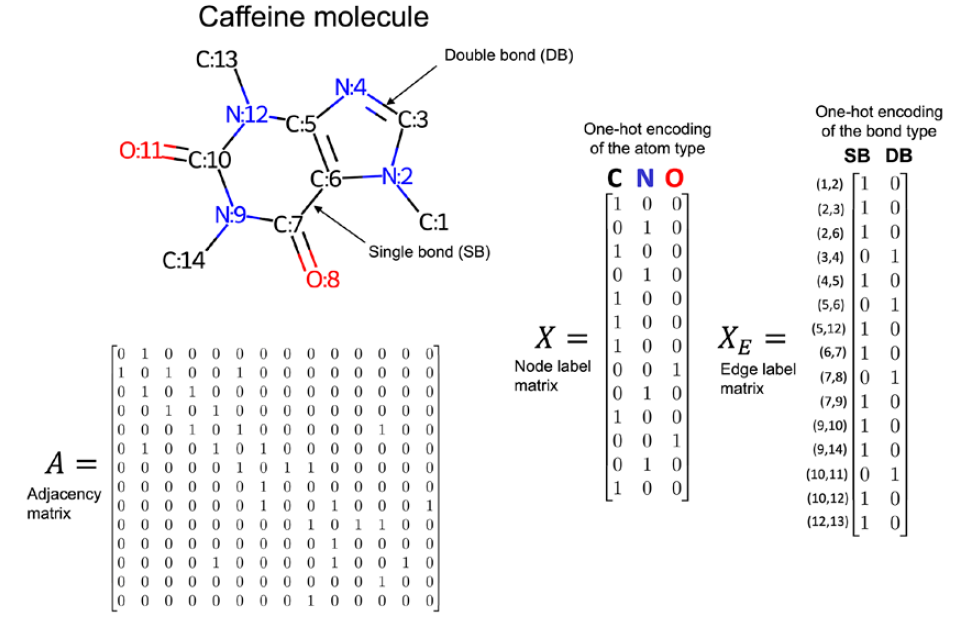 Caffeine molecule
C:13
Double bond (DB)
N:4
N:12
C:5
C:3
O:11
C:10
C:6
N:2
N:9
C:7
C:1
C:14
O:8
Single bond (SB)
A =
Adjacency
matrix
0 1 0 0 0 0 0 0 0 0 0 0 0 0
1 0 1 0 0 1 0 0 0 0 0 0 0 0
0 1 0 1 0 0 0 0 0 0 0 0 0 0
0 0 1 0 1 0 0 0 0 0 0 0 0 0
0 0 0 1 0 1 0 0 0 0 0 1 0 0
0 1 0 0 1 0 1 0 0 0 0 0 0 0
0 0 0 0 0 1 0 1 1 0 0 0 0 0
0 0 0 0 0 0 1 0 0 0 0 0 0 0
0 0 0 0 0 0 1 0 0 1 0 0 0 1
0 0 0 0 0 0 0 0 1 0 1 1 0 0
0 0 0 0 0 0 0 0 0 1 0 0 0 0
0 0 0 0 1 0 0 0 0 1 0 0 1 0
0 0 0 0 0 0 0 0 0 0 0 1 0 0
0 0 0 0 0 0 0 0 1 0 0 0 0 0
One-hot encoding
of the atom type
C N O
X =
Node label
matrix
1 0 0
0 1 0
1 0 0
0 1 0
1 0 0
1 0 0
1 0 0
0 0 1
0 1 0
1 0 0
0 0 1
0 1 0
1 0 0
One-hot encoding
of the bond type
SB DB
X_E =
Edge label
matrix
(1,2) 1 0
(2,3) 1 0
(2,6) 1 0
(3,4) 0 1
(4,5) 1 0
(5,6) 0 1
(5,12) 1 0
(6,7) 1 0
(7,8) 0 1
(7,9) 1 0
(9,10) 1 0
(9,14) 1 0
(10,11) 0 1
(10,12) 1 0
(12,13) 1 0